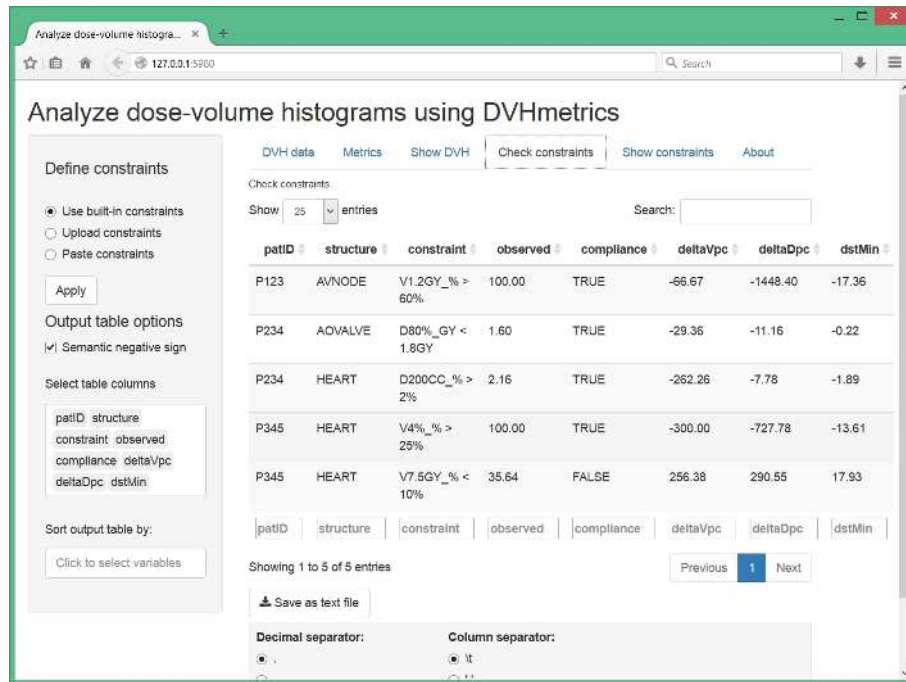 Analyze dose-volume histogra... × +
127.0.0.1:5980 Search
Analyze dose-volume histograms using DVHmetrics
Define constraints
Use built-in constraints
Upload constraints
Paste constraints
Apply
Output table options
Semantic negative sign
Select table columns
patID structure
constraint observed
compliance deltaVpc
deltaDpc dstMin
Sort output table by:
Click to select variables
DVH data Metrics Show DVH Check constraints Show constraints About
Check constraints
Show 25 entries Search:
patID structure constraint observed compliance deltaVpc deltaDpc dstMin
P123 AVNODE V1.2GY_% > 100.00 TRUE -66.67 -1448.40 -17.36
60%
P234 AOVALVE D80%_GY < 1.60 TRUE -29.36 -11.16 -0.22
1.8GY
P234 HEART D200CC_% > 2.16 TRUE -262.26 -7.78 -1.89
2%
P345 HEART V4%_% > 100.00 TRUE -300.00 -727.78 -13.61
25%
P345 HEART V7.5GY_% < 35.64 FALSE 256.38 290.55 17.93
10%
patID structure constraint observed compliance deltaVpc deltaDpc dstMin
Showing 1 to 5 of 5 entries Previous 1 Next
Save as text file
Decimal separator: Column separator:
. \t